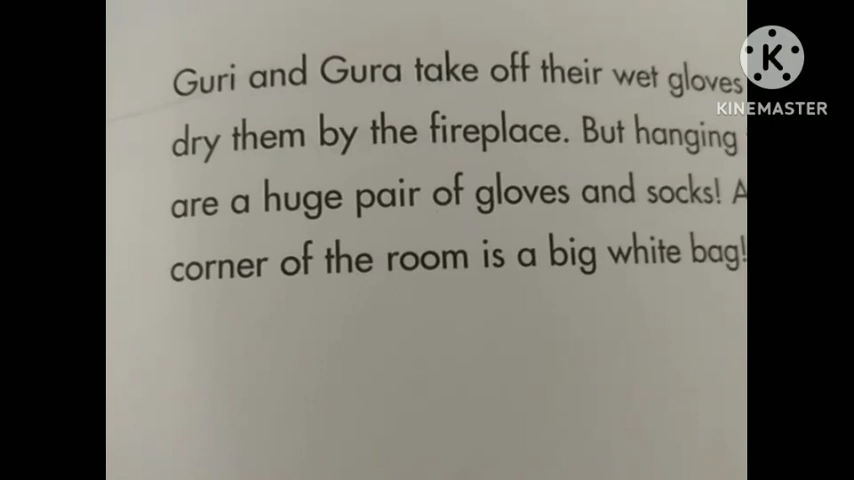 Guri and Gura take off their wet gloves
dry them by the fireplace. But hanging
are a huge pair of gloves and socks! A
corner of the room is a big white bag!
K
KINEMASTER